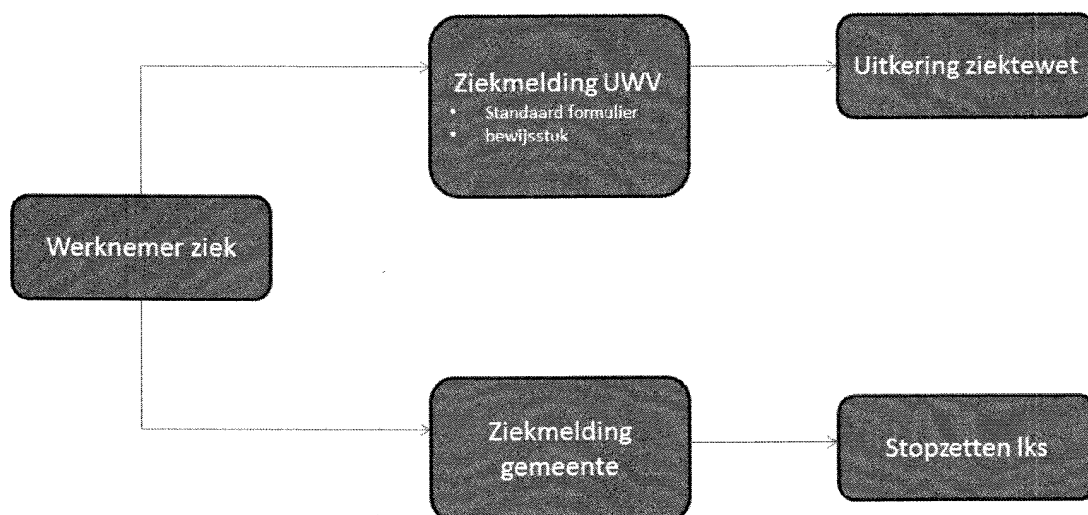 Werknemer ziek
Ziekmelding UWV
• Standaard formulier
• bewijsstuk
Uitkering ziektewet
Ziekmelding
gemeente
Stopzetten lks